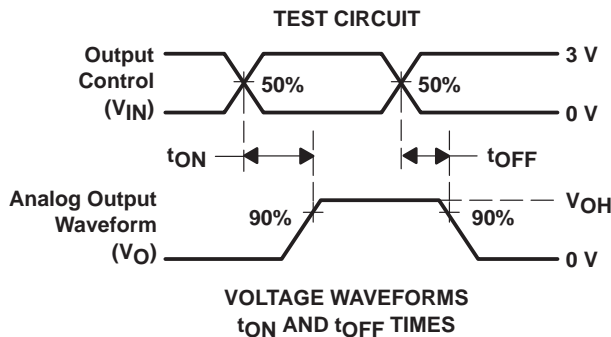 TEST CIRCUIT
Output
Control
(VIN)
50%
50%
3 V
0 V
tON
tOFF
Analog Output
Waveform
(VO)
90%
90%
VOH
0 V
VOLTAGE WAVEFORMS
tON AND tOFF TIMES